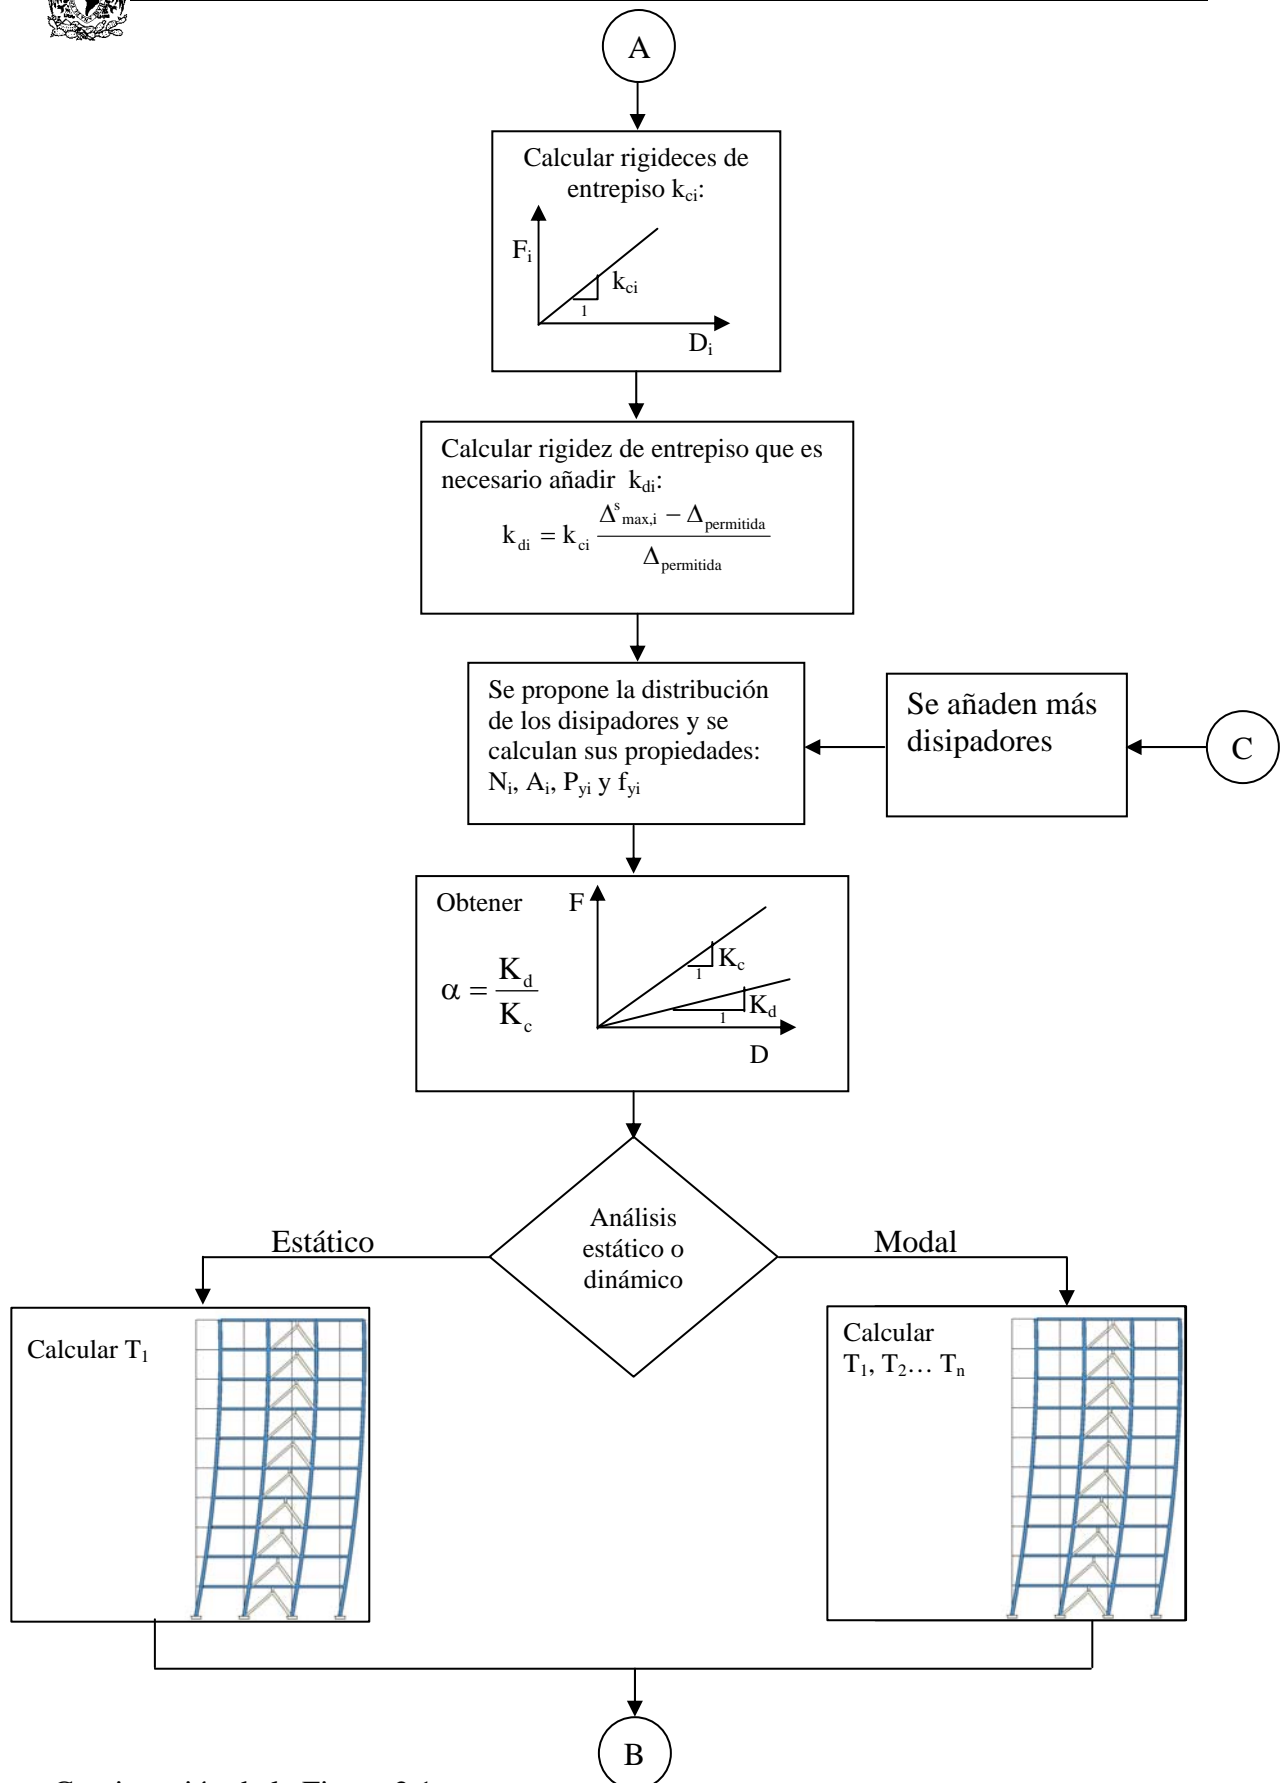 A
Calcular rigideces de
entrepiso k_ci:
F_i
k_ci
1
D_i
Calcular rigidez de entrepiso que es
necesario añadir k_di:
k_di = k_ci (Δ^s_max,i − Δ_permitida) / Δ_permitida
Se propone la distribución
de los disipadores y se
calculan sus propiedades:
N_i, A_i, P_yi y f_yi
Se añaden más
disipadores
C
Obtener
F
α = K_d / K_c
K_c
1
K_d
1
D
Análisis
estático o
dinámico
Estático
Modal
Calcular T_1
Calcular
T_1, T_2… T_n
B